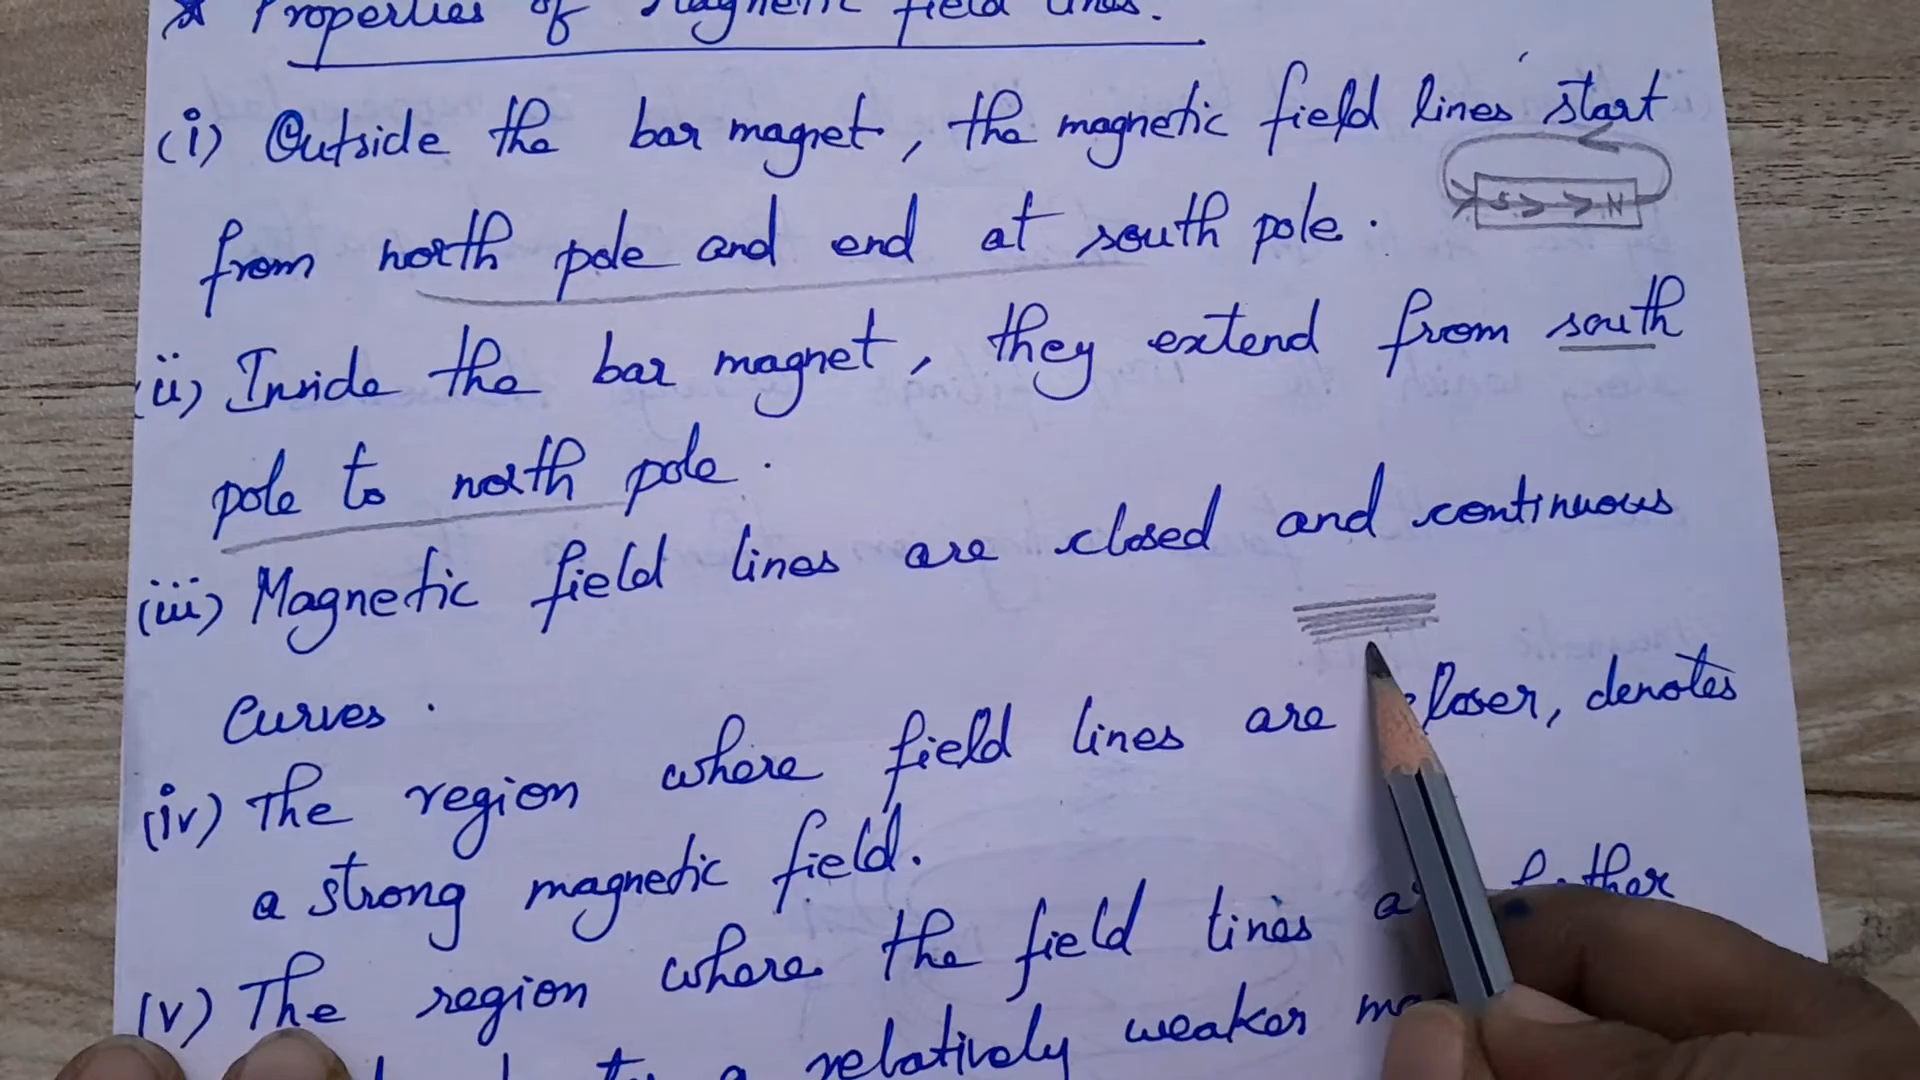 * Properties of Magnetic field lines.
(i) Outside the bar magnet, the magnetic field lines start
S N
from north pole and end at south pole.
(ii) Inside the bar magnet, they extend from south
pole to north pole.
(iii) Magnetic field lines are closed and continuous
Curves.
(iv) The region where field lines are closer, denotes
a strong magnetic field.
(v) The region where the field lines
relatively weaker